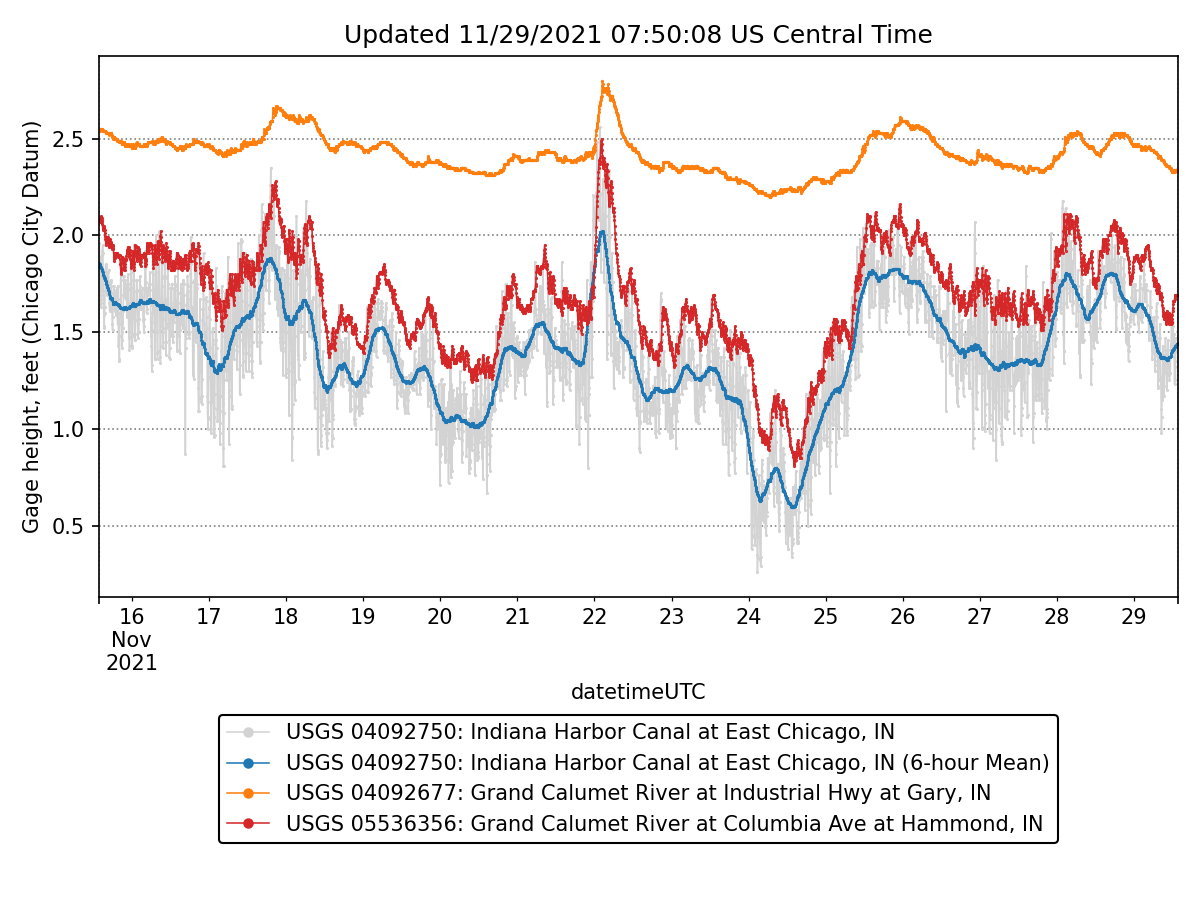 Updated 11/29/2021 07:50:08 US Central Time
Gage height, feet (Chicago City Datum)
2.5
2.0
1.5
1.0
0.5
16 17 18 19 20 21 22 23 24 25 26 27 28 29
Nov
2021
datetimeUTC
USGS 04092750: Indiana Harbor Canal at East Chicago, IN
USGS 04092750: Indiana Harbor Canal at East Chicago, IN (6-hour Mean)
USGS 04092677: Grand Calumet River at Industrial Hwy at Gary, IN
USGS 05536356: Grand Calumet River at Columbia Ave at Hammond, IN